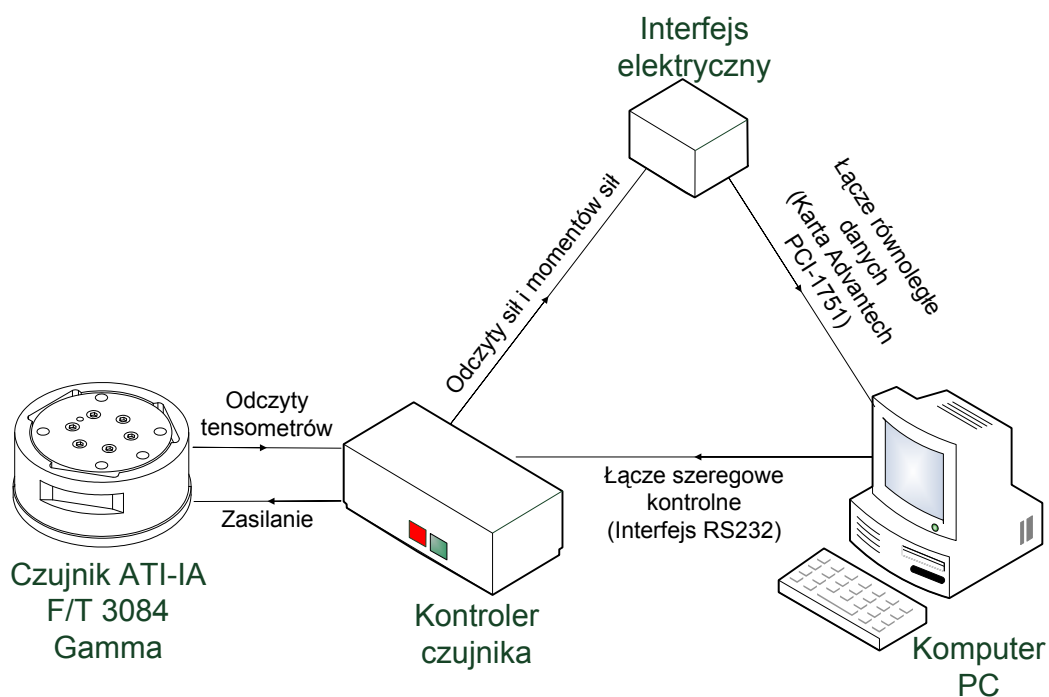 Interfejs
elektryczny
Odczyty sił i momentów sił
Łącze równoległe
danych
(Karta Advantech
PCI-1751)
Odczyty
tensometrów
Zasilanie
Łącze szeregowe
kontrolne
(Interfejs RS232)
Czujnik ATI-IA
F/T 3084
Gamma
Kontroler
czujnika
Komputer
PC